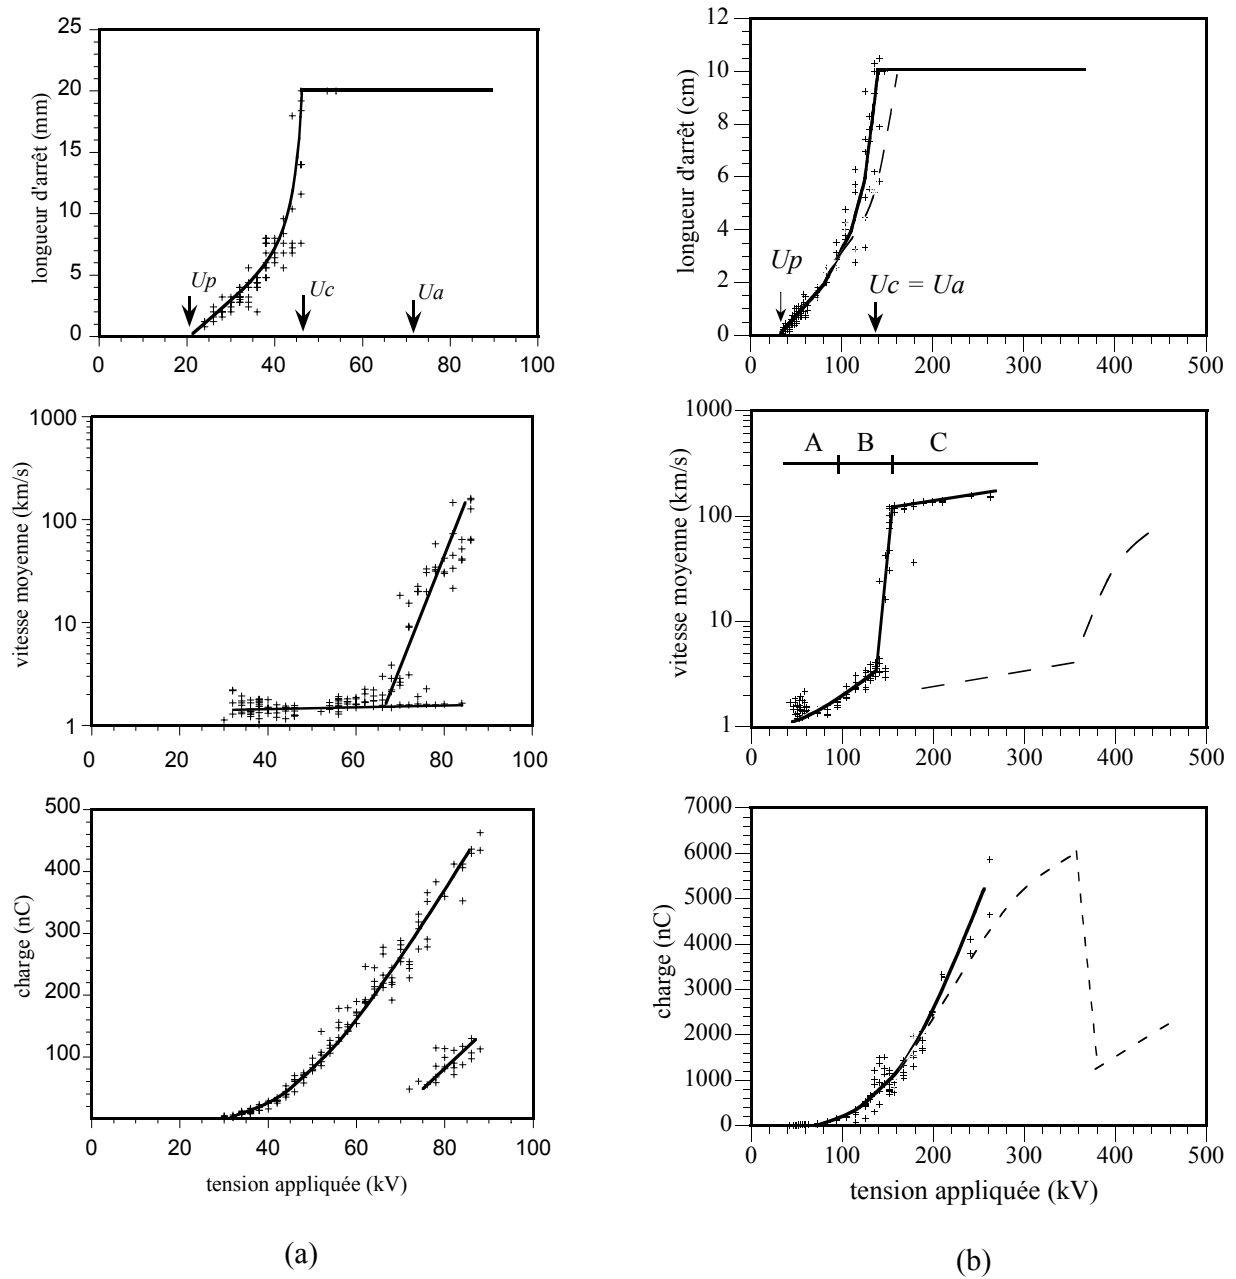 25
20
15
10
5
0
longueur d'arrêt (mm)
Up
Uc
Ua
0 20 40 60 80 100
1000
100
10
1
vitesse moyenne (km/s)
0 20 40 60 80 100
500
400
300
200
100
charge (nC)
0 20 40 60 80 100
tension appliquée (kV)
(a)
12
10
8
6
4
2
0
longueur d'arrêt (cm)
Up
Uc = Ua
0 100 200 300 400 500
1000
100
10
1
vitesse moyenne (km/s)
A B C
0 100 200 300 400 500
7000
6000
5000
4000
3000
2000
1000
0
charge (nC)
0 100 200 300 400 500
tension appliquée (kV)
(b)